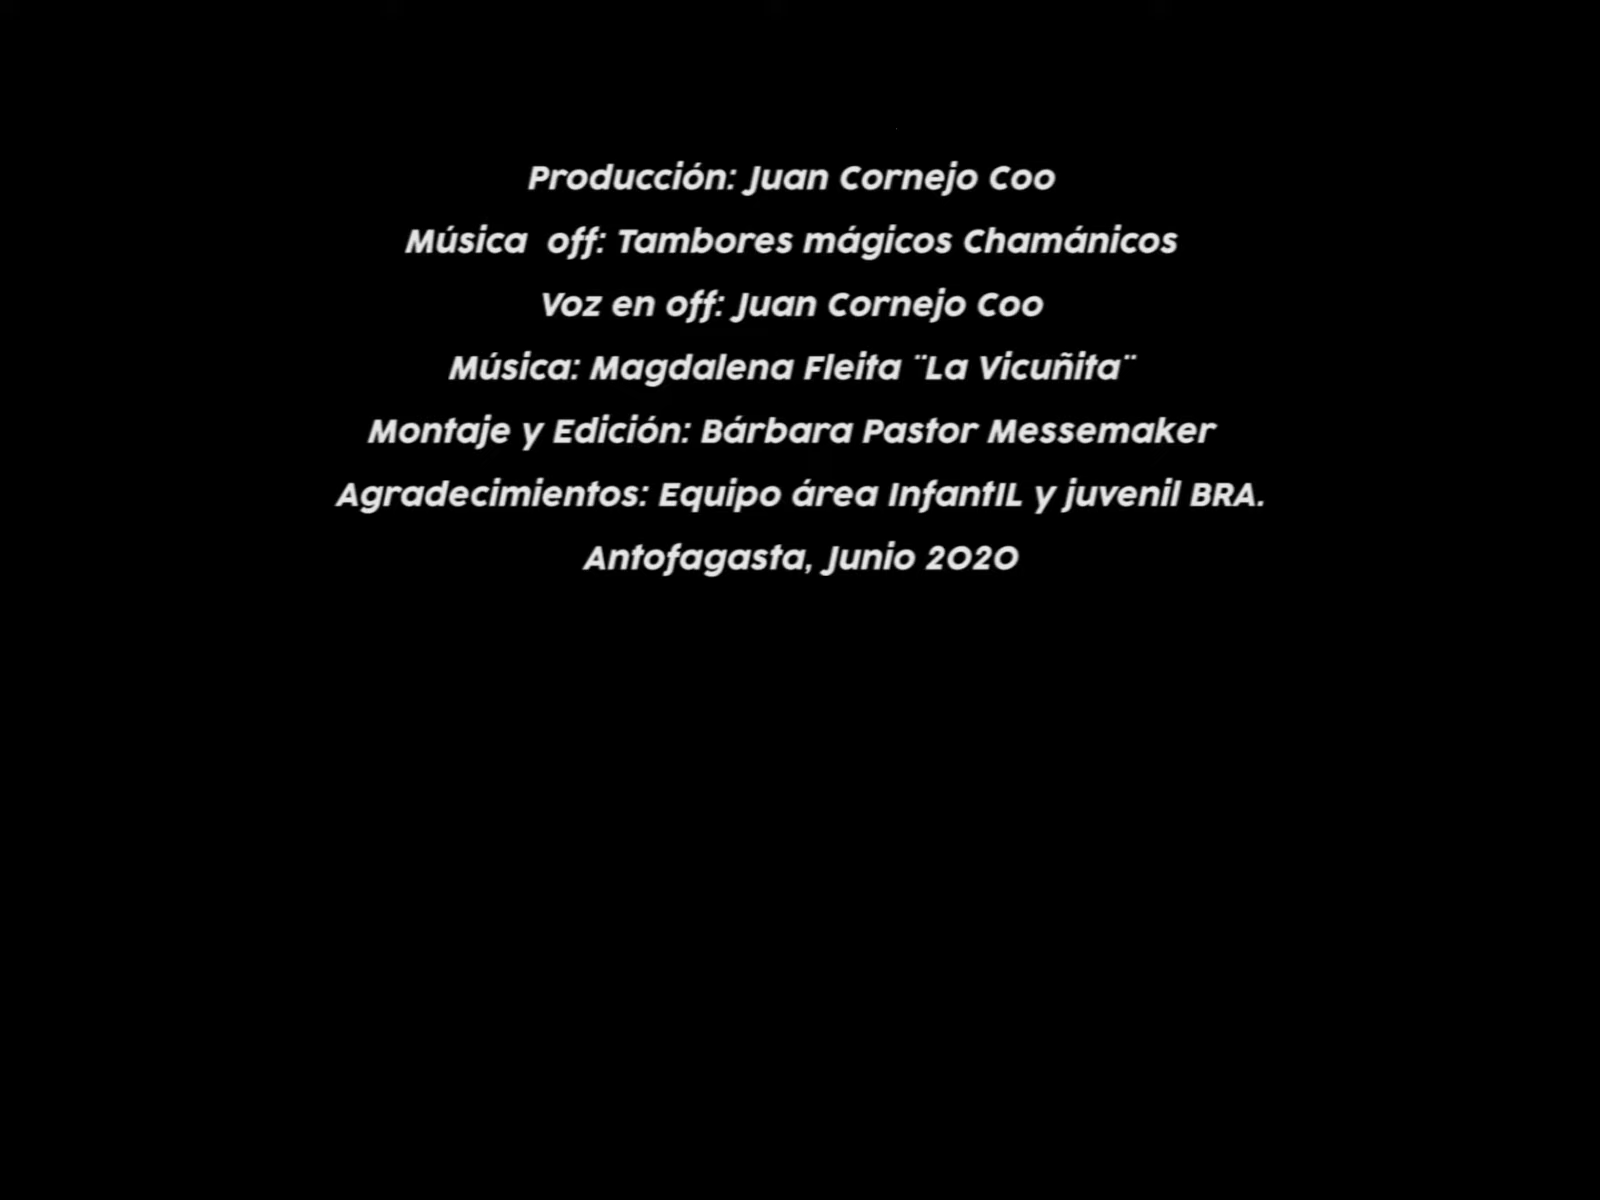 Producción: Juan Cornejo Coo
Música  off: Tambores mágicos Chamánicos
Voz en off: Juan Cornejo Coo
Música: Magdalena Fleita ¨La Vicuñita¨
Montaje y Edición: Bárbara Pastor Messemaker
Agradecimientos: Equipo área InfantIL y juvenil BRA.
Antofagasta, Junio 2020